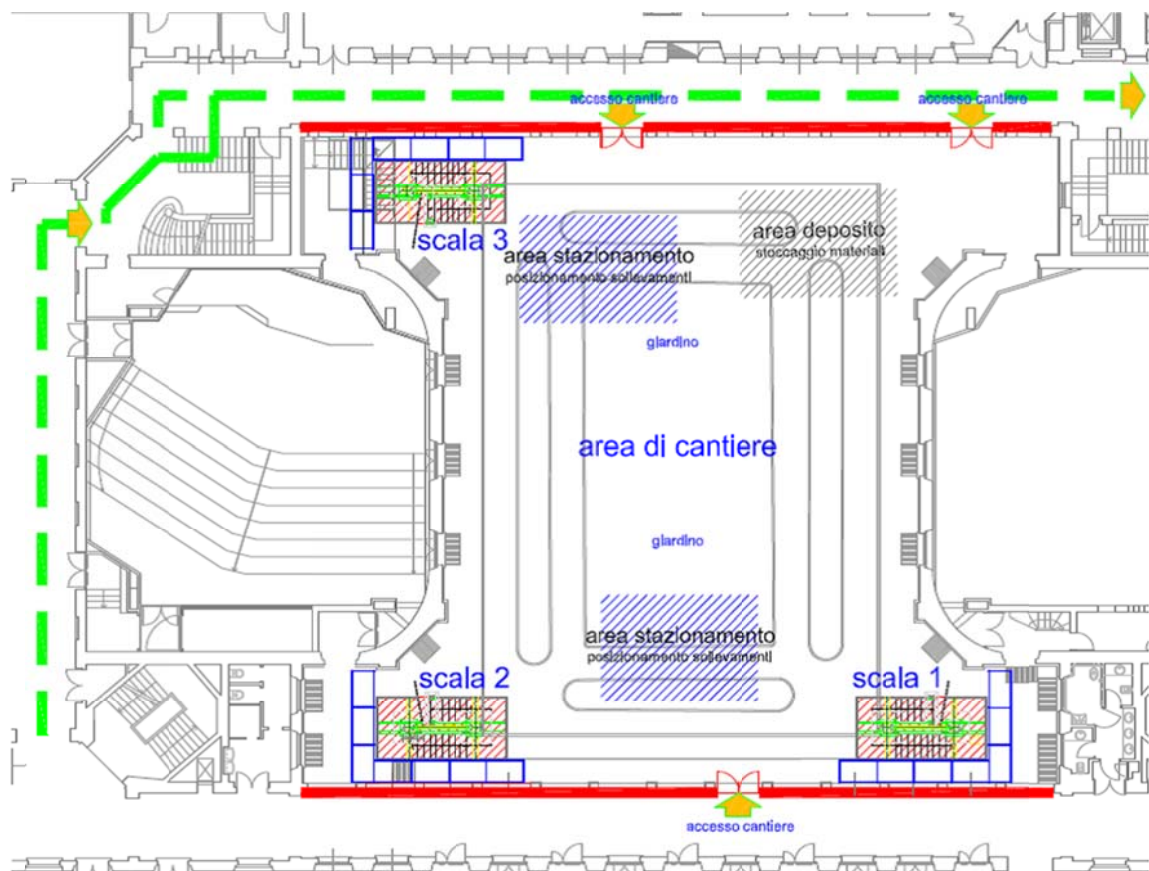 accesso cantiere
accesso cantiere
scala 3
area stazionamento
posizionamento sollevamenti
area deposito
stoccaggio materiali
giardino
area di cantiere
giardino
area stazionamento
posizionamento sollevamenti
scala 2
scala 1
accesso cantiere